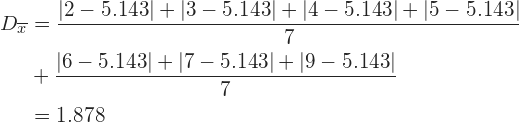 D_{\overline{x}} = \frac{|2 - 5.143| + |3 - 5.143| + |4 - 5.143| + |5 - 5.143|}{7}
+ \frac{|6 - 5.143| + |7 - 5.143| + |9 - 5.143|}{7}
= 1.878